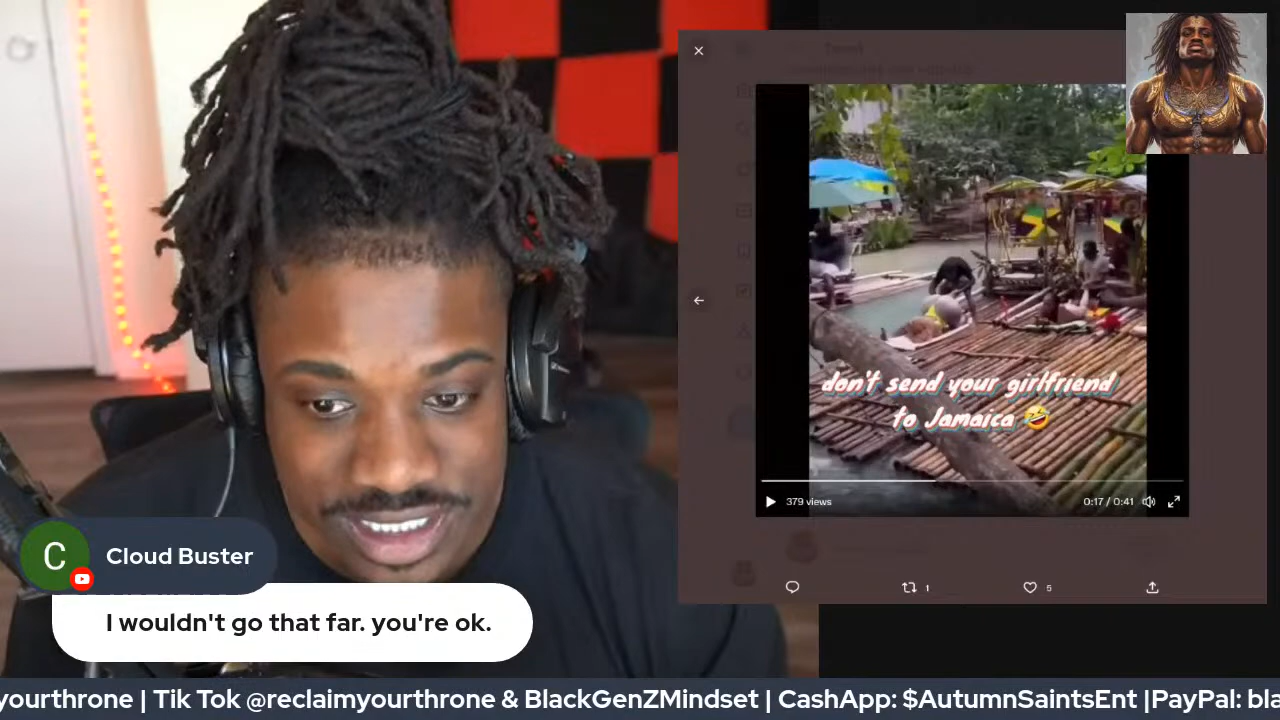 don't send your girlfriend
to Jamaica 🤣
379 views
0:17 / 0:41
1
5
C
Cloud Buster
I wouldn't go that far. you're ok.
yourthrone | Tik Tok @reclaimyourthrone & BlackGenZMindset | CashApp: $AutumnSaintsEnt |PayPal: bla